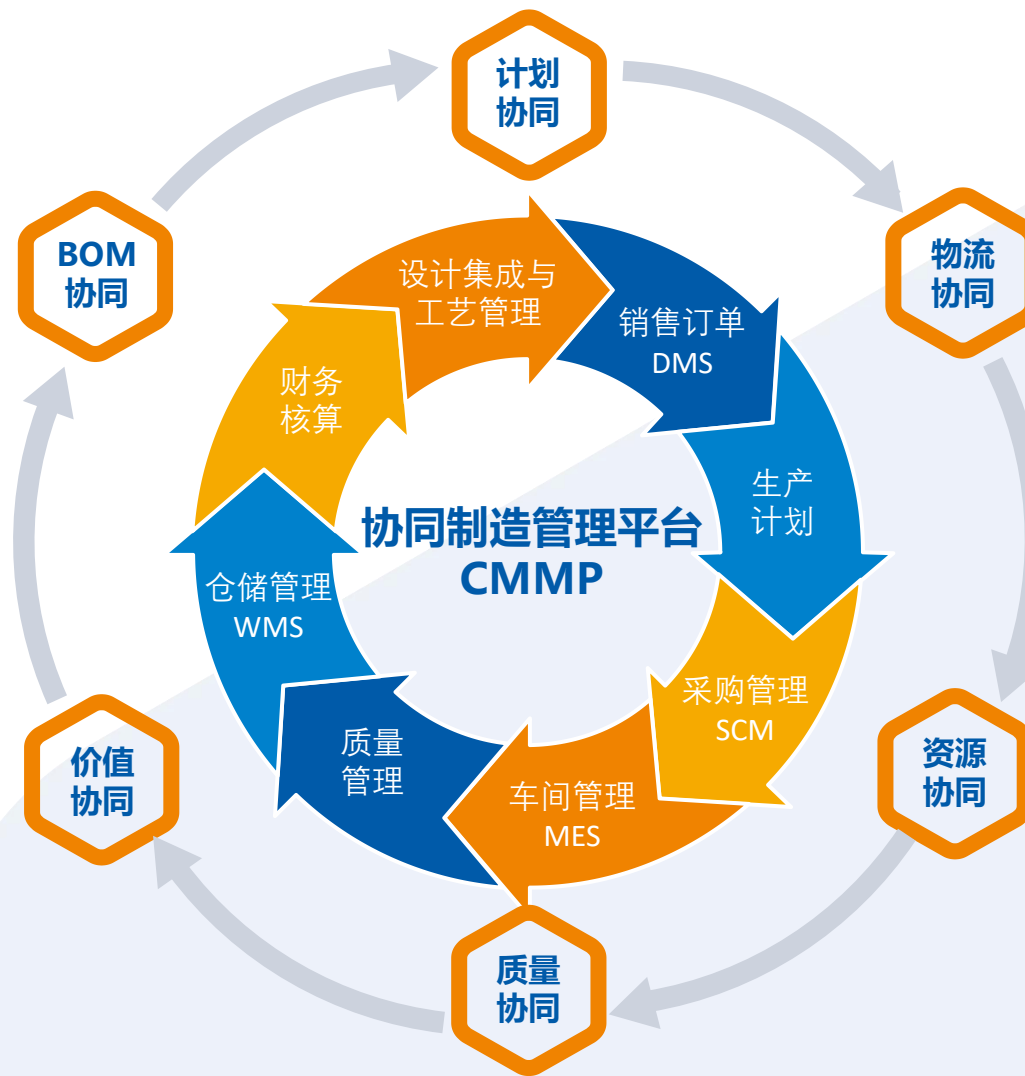 计划
协同
BOM
协同
物流
协同
设计集成与
工艺管理
销售订单
DMS
财务
核算
生产
计划
协同制造管理平台
CMMP
仓储管理
WMS
采购管理
SCM
质量
管理
车间管理
MES
价值
协同
资源
协同
质量
协同